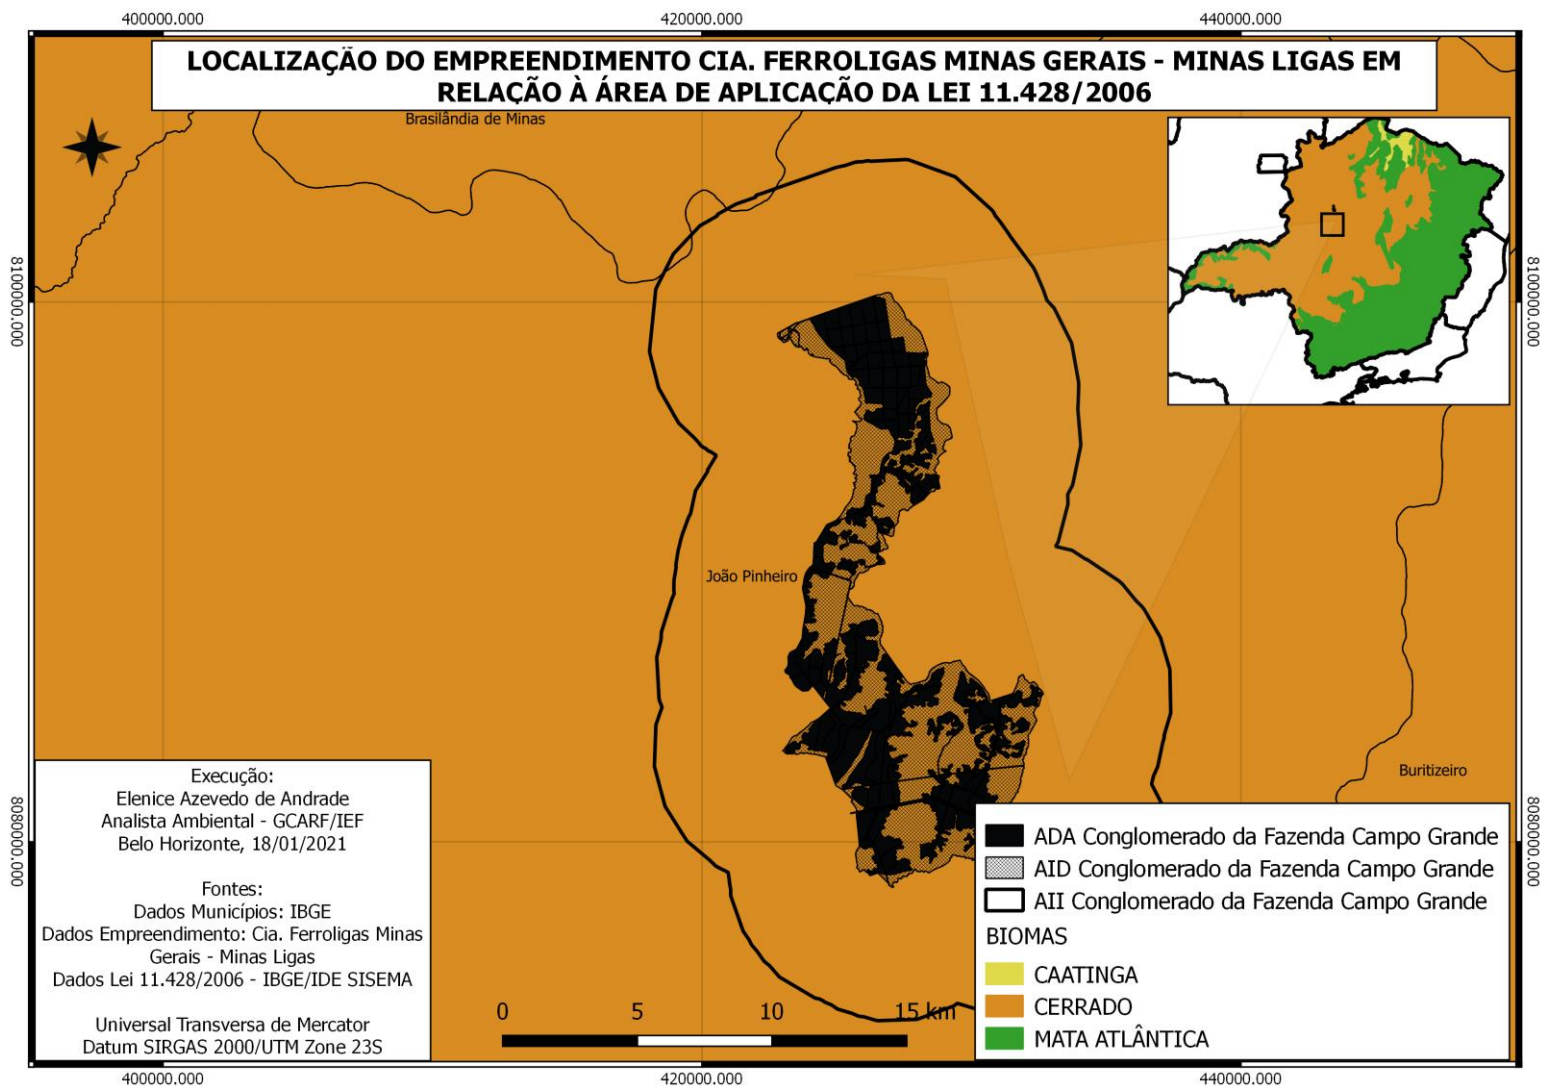 400000.000
420000.000
440000.000
LOCALIZAÇÃO DO EMPREENDIMENTO CIA. FERROLIGAS MINAS GERAIS - MINAS LIGAS EM
RELAÇÃO À ÁREA DE APLICAÇÃO DA LEI 11.428/2006
Brasilândia de Minas
8100000.000
8100000.000
João Pinheiro
Buritizeiro
8080000.000
8080000.000
Execução:
Elenice Azevedo de Andrade
Analista Ambiental - GCARF/IEF
Belo Horizonte, 18/01/2021
Fontes:
Dados Municípios: IBGE
Dados Empreendimento: Cia. Ferroligas Minas
Gerais - Minas Ligas
Dados Lei 11.428/2006 - IBGE/IDE SISEMA
Universal Transversa de Mercator
Datum SIRGAS 2000/UTM Zone 23S
0 5 10 15 km
ADA Conglomerado da Fazenda Campo Grande
AID Conglomerado da Fazenda Campo Grande
AII Conglomerado da Fazenda Campo Grande
BIOMAS
CAATINGA
CERRADO
MATA ATLÂNTICA
400000.000
420000.000
440000.000